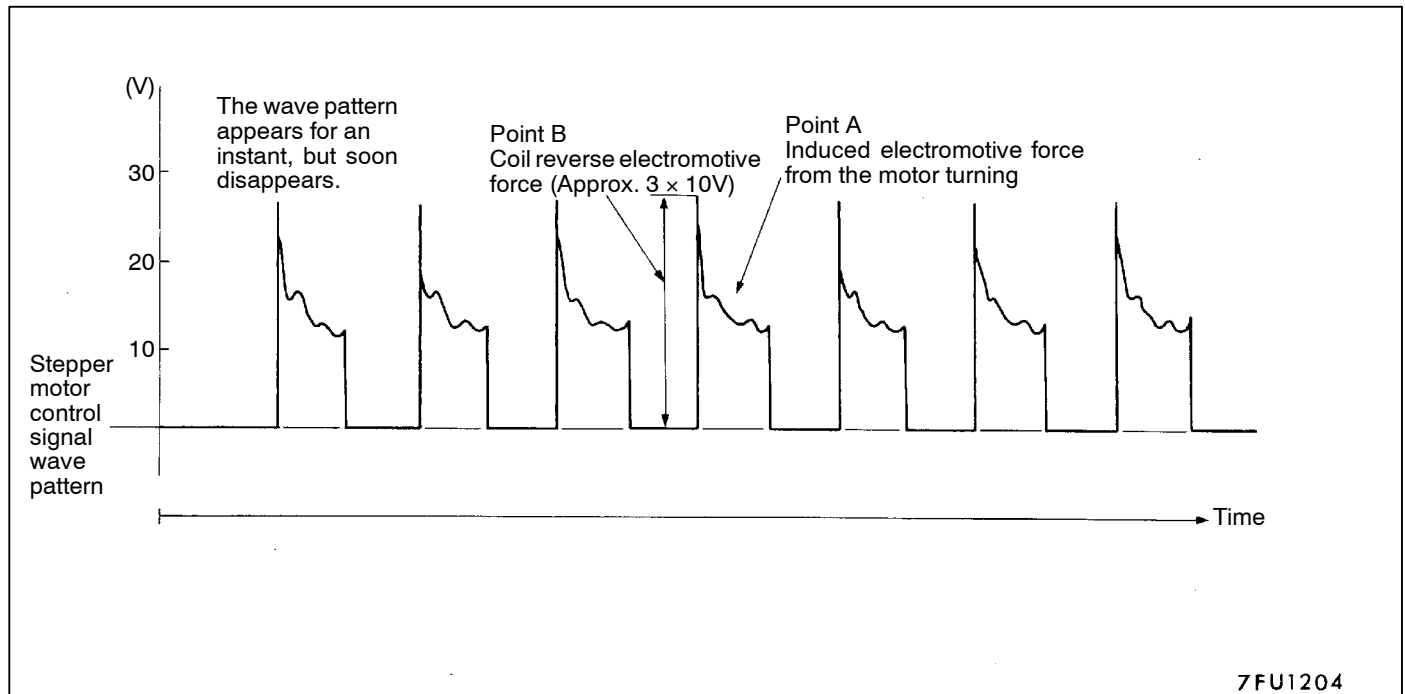 (V)
The wave pattern
appears for an
instant, but soon
disappears.
Point B
Coil reverse electromotive
force (Approx. 3 × 10V)
Point A
Induced electromotive force
from the motor turning
30
20
10
Stepper
motor
control
signal
wave
pattern
Time
7FU1204